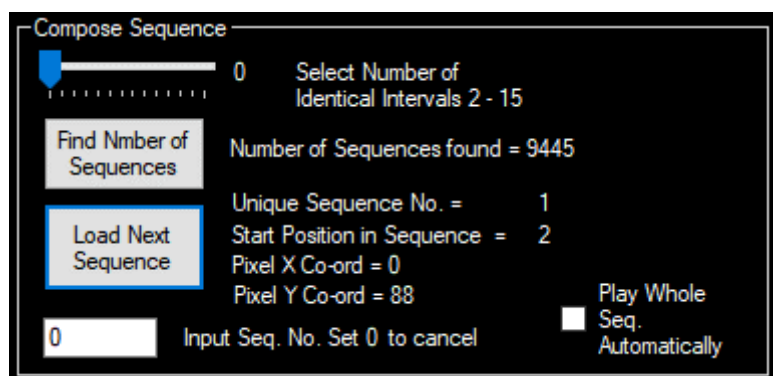 Compose Sequence
0
Select Number of
Identical Intervals 2 - 15
Find Nmber of
Sequences
Number of Sequences found = 9445
Unique Sequence No. = 1
Load Next
Sequence
Start Position in Sequence = 2
Pixel X Co-ord = 0
Pixel Y Co-ord = 88
Play Whole
Seq.
Automatically
0
Input Seq. No. Set 0 to cancel